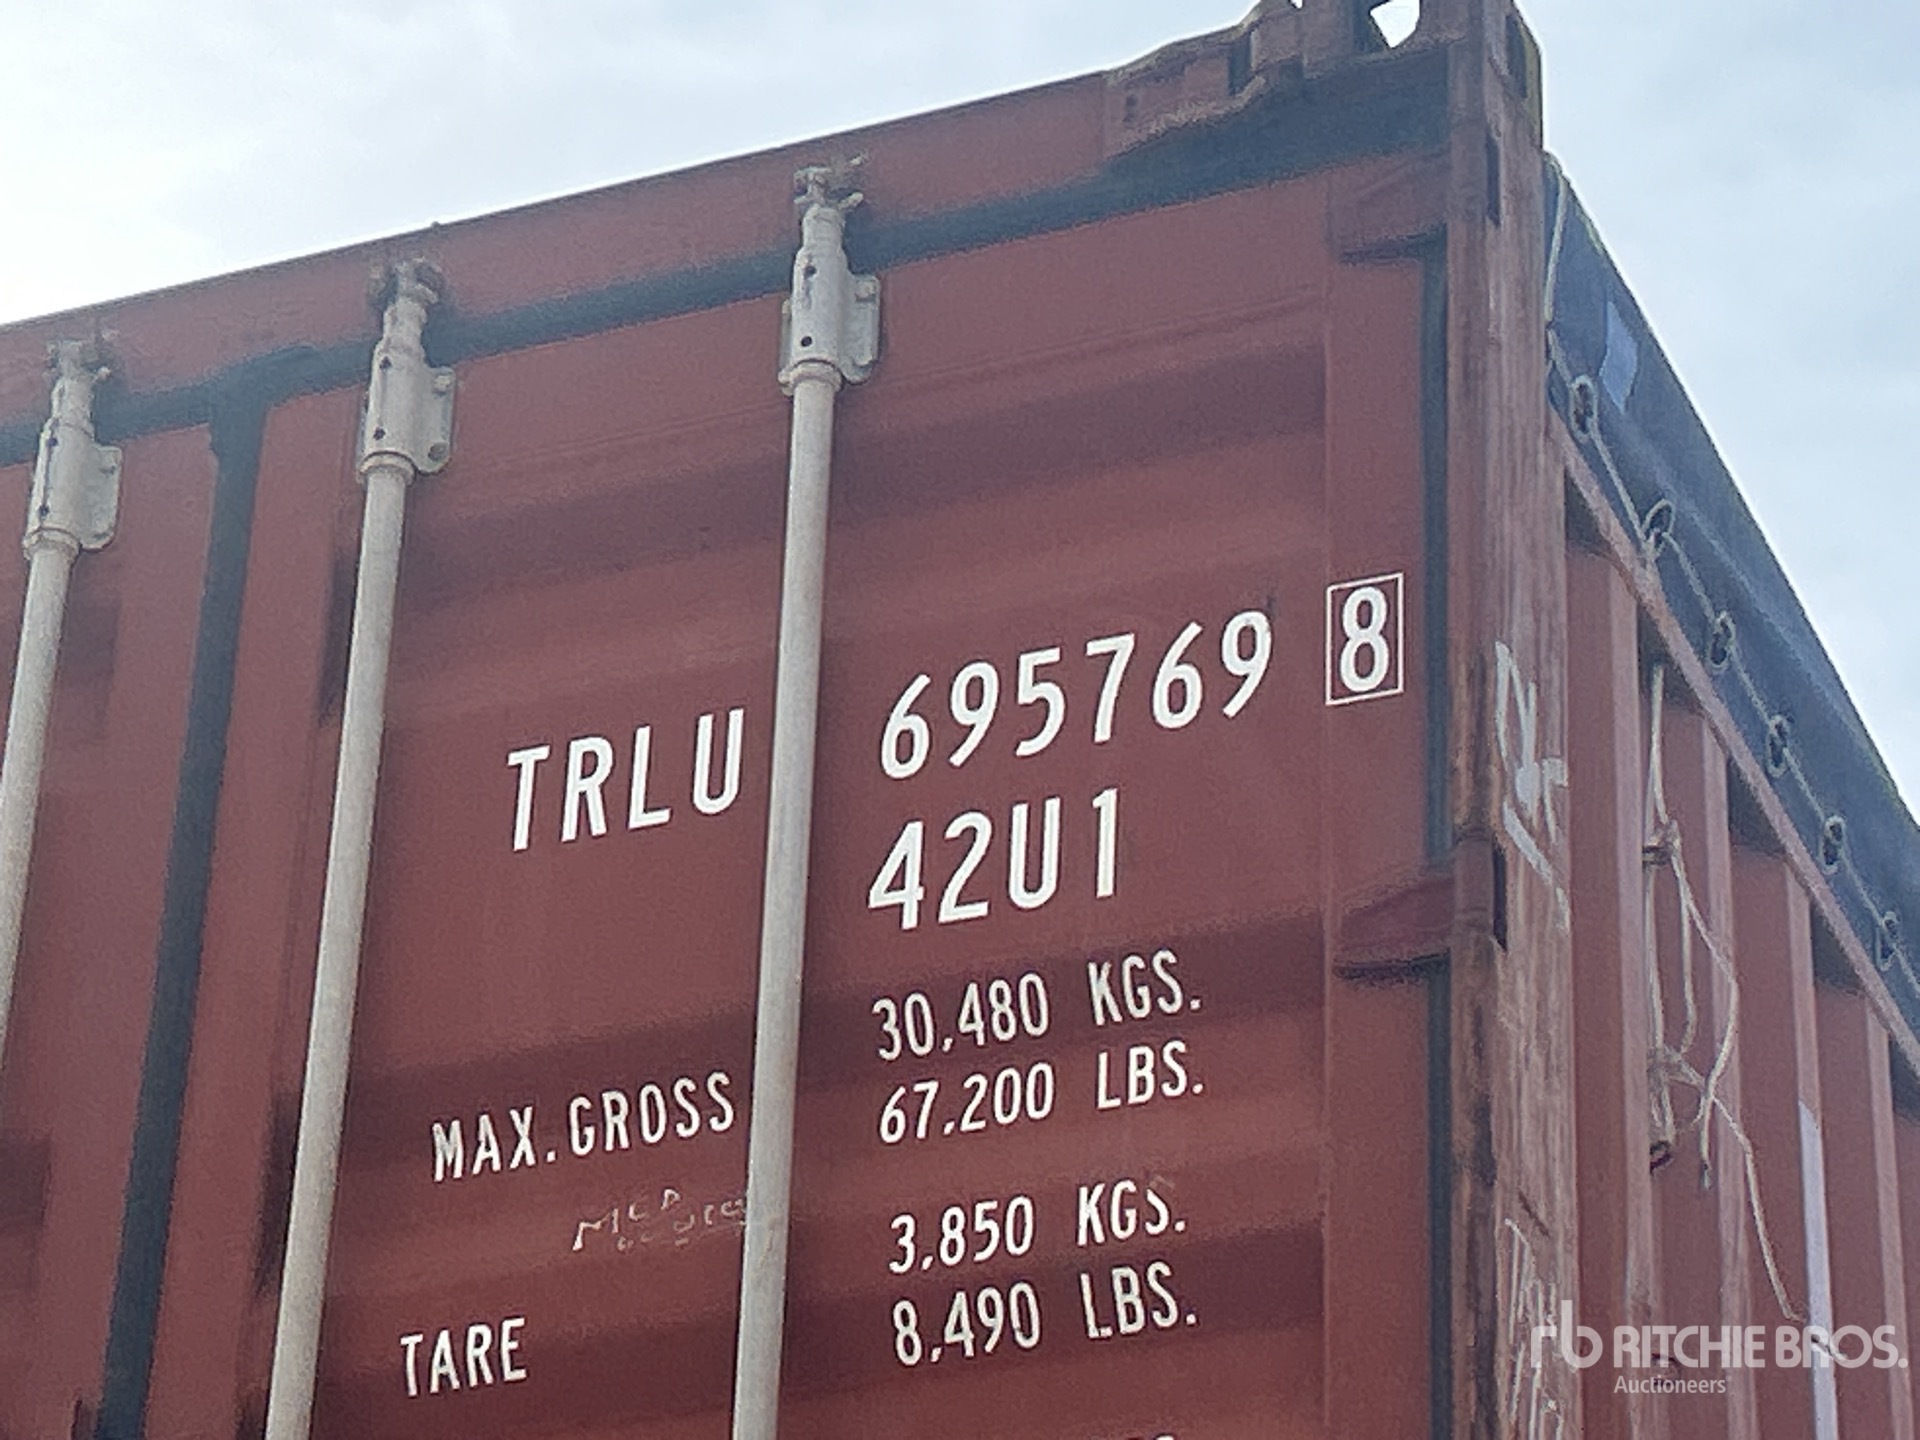 TRLU 695769 8
42U1
MAX.GROSS 30,480 KGS.
67,200 LBS.
TARE 3,850 KGS.
8,490 LBS.
rb RITCHIE BROS.
Auctioneers